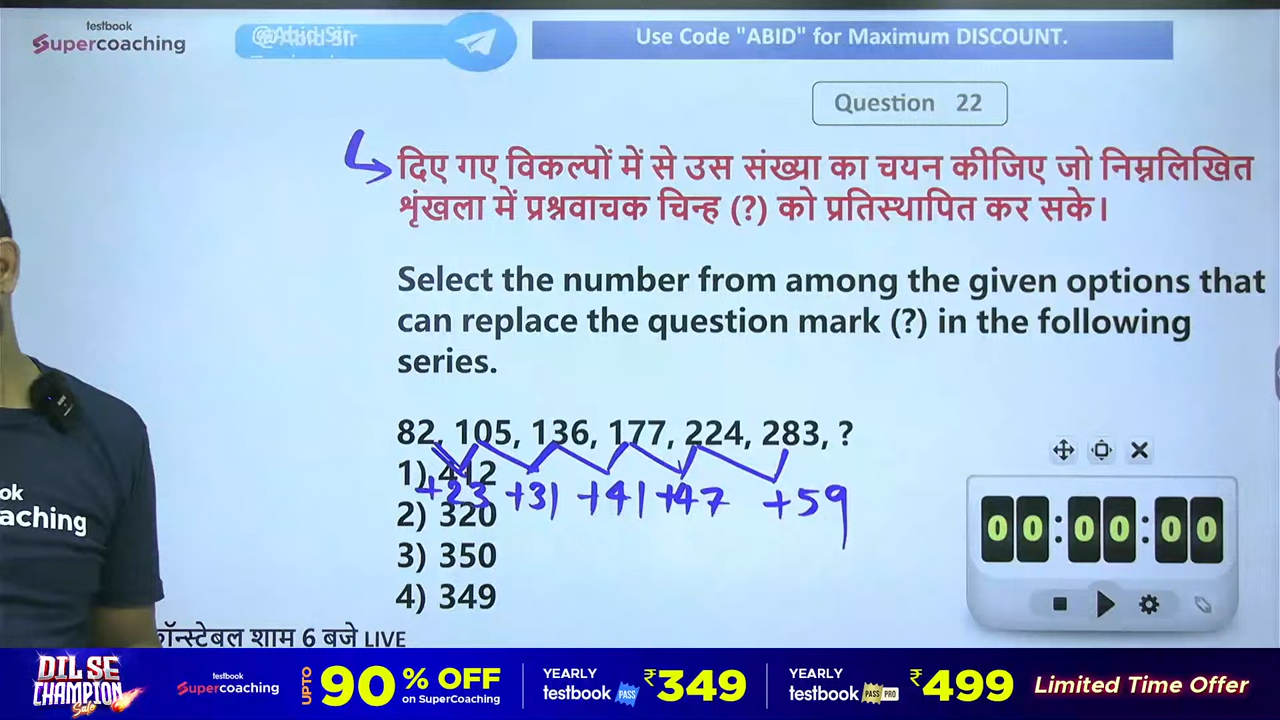 testbook
Supercoaching
@Abid Sir
Use Code "ABID" for Maximum DISCOUNT.
Question 22
दिए गए विकल्पों में से उस संख्या का चयन कीजिए जो निम्नलिखित
शृंखला में प्रश्नवाचक चिन्ह (?) को प्रतिस्थापित कर सके।
Select the number from among the given options that
can replace the question mark (?) in the following
series.
82, 105, 136, 177, 224, 283, ?
1) 412
+23 +31 +41 +47 +59
2) 320
3) 350
4) 349
00:00:00
ook
oaching
कॉन्स्टेबल शाम 6 बजे LIVE
DIL SE
CHAMPION
Sale
testbook
Supercoaching
UPTO
90% OFF
on SuperCoaching
YEARLY
testbook PASS
₹349
YEARLY
testbook PASS PRO
₹499
Limited Time Offer